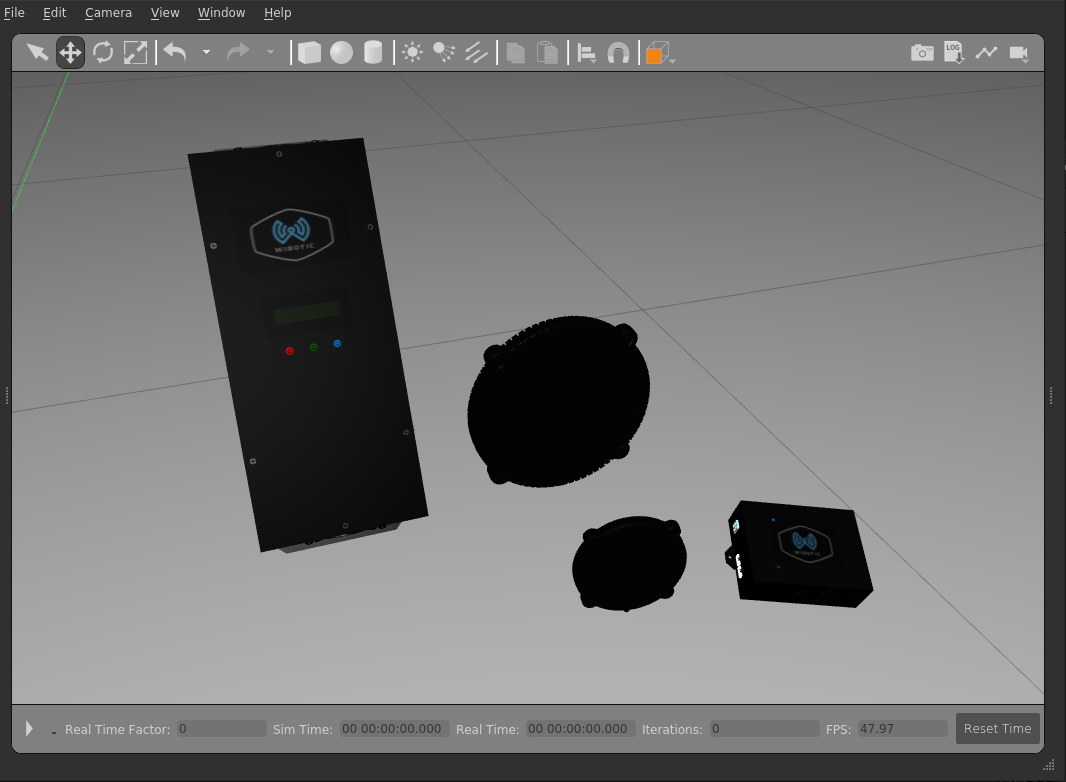 File Edit Camera View Window Help
LOG
WIBOTIC
WIBOTIC
Real Time Factor: 0 Sim Time: 00 00:00:00.000 Real Time: 00 00:00:00.000 Iterations: 0 FPS: 47.97 Reset Time